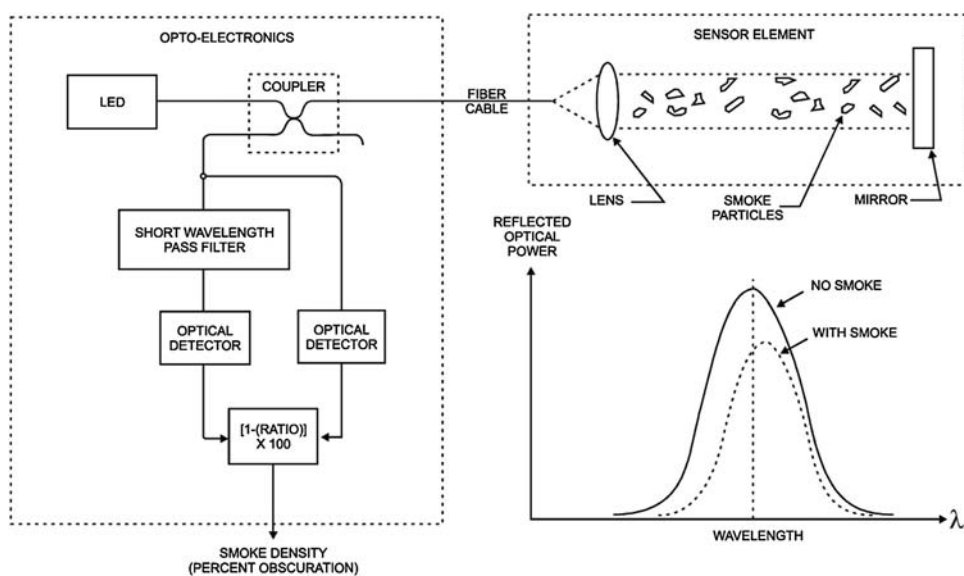 OPTO-ELECTRONICS
LED
COUPLER
FIBER
CABLE
SENSOR ELEMENT
LENS
SMOKE
PARTICLES
MIRROR
SHORT WAVELENGTH
PASS FILTER
OPTICAL
DETECTOR
OPTICAL
DETECTOR
[1-(RATIO)]
X 100
SMOKE DENSITY
(PERCENT OBSCURATION)
REFLECTED
OPTICAL
POWER
NO SMOKE
WITH SMOKE
WAVELENGTH
λ